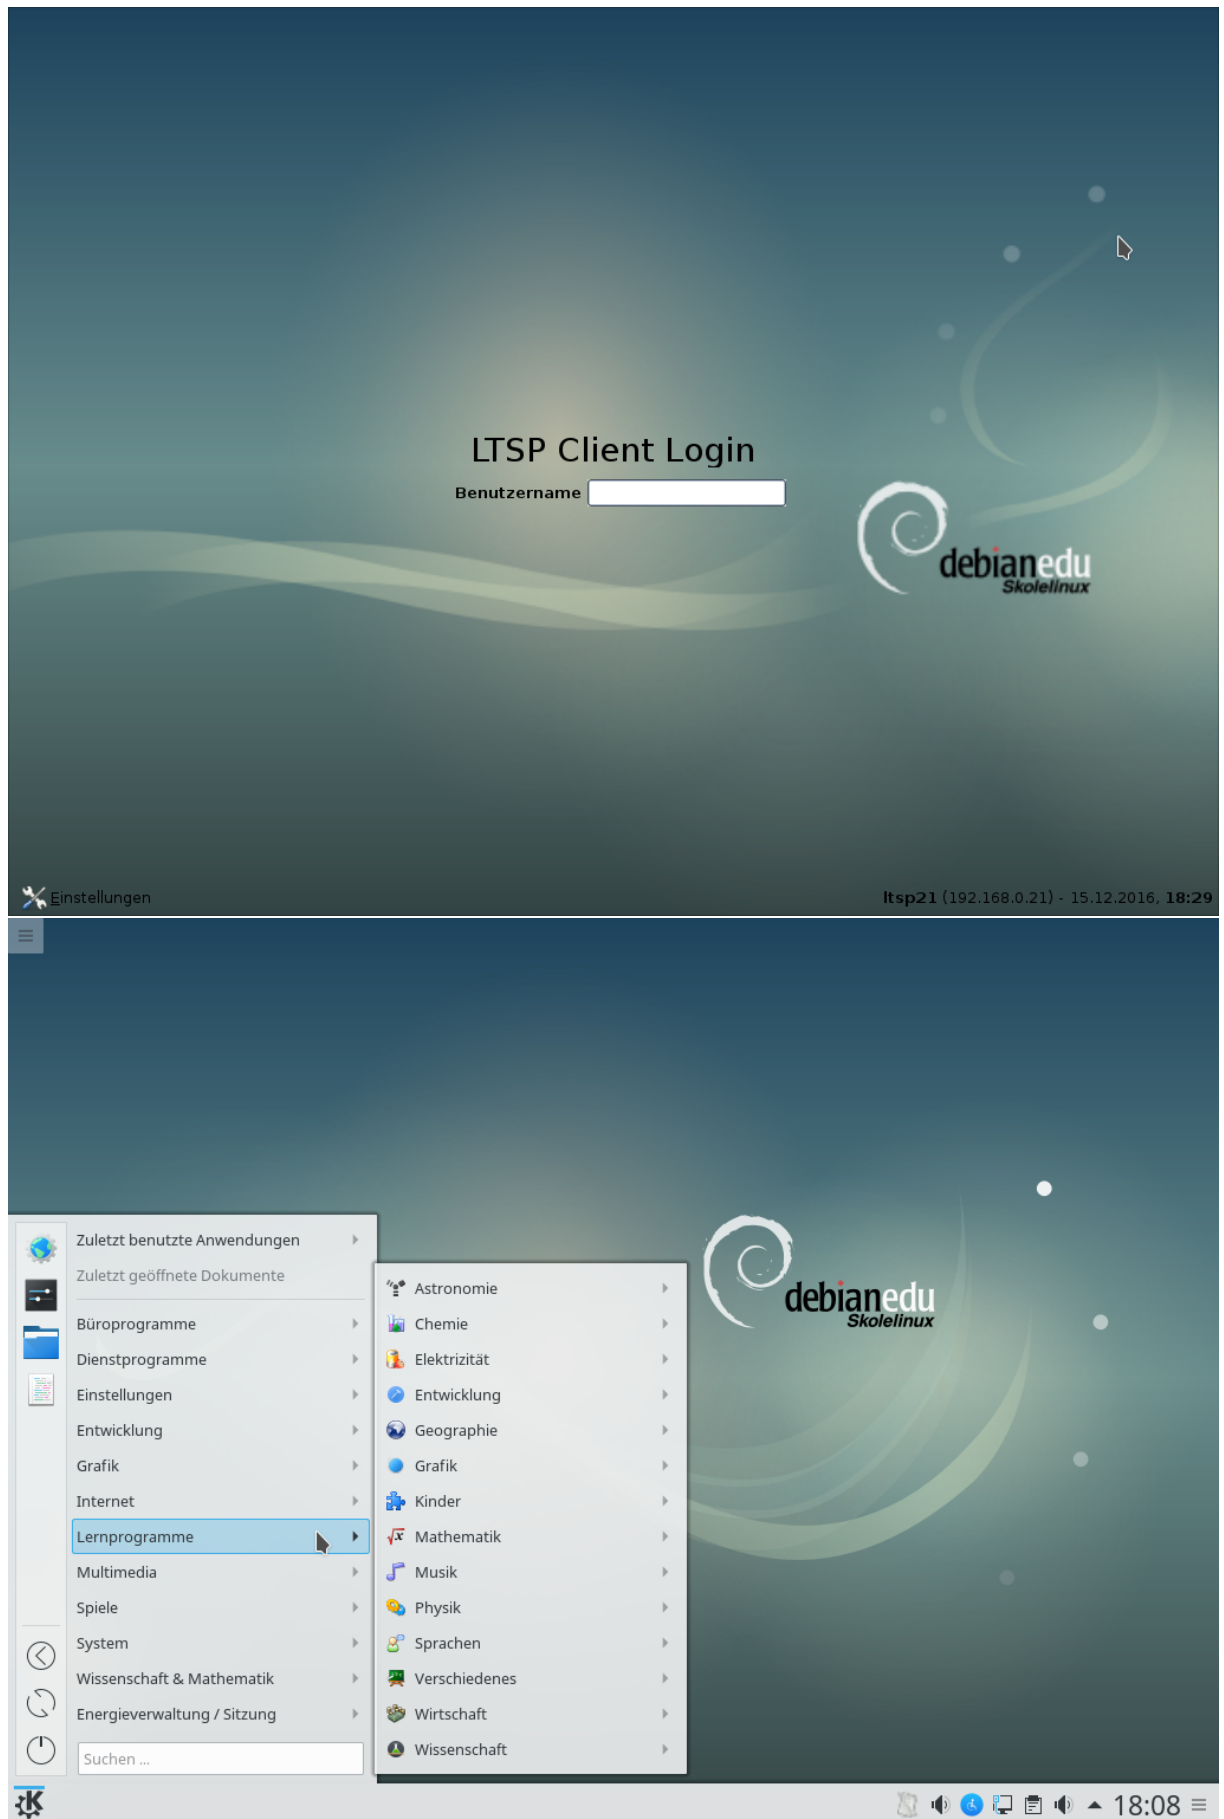 LTSP Client Login
Benutzername
debianedu
Skolelinux
Einstellungen
ltsp21 (192.168.0.21) - 15.12.2016, 18:29
Zuletzt benutzte Anwendungen
Zuletzt geöffnete Dokumente
Büroprogramme
Dienstprogramme
Einstellungen
Entwicklung
Grafik
Internet
Lernprogramme
Multimedia
Spiele
System
Wissenschaft & Mathematik
Energieverwaltung / Sitzung
Suchen ...
Astronomie
Chemie
Elektrizität
Entwicklung
Geographie
Grafik
Kinder
Mathematik
Musik
Physik
Sprachen
Verschiedenes
Wirtschaft
Wissenschaft
debianedu
Skolelinux
18:08